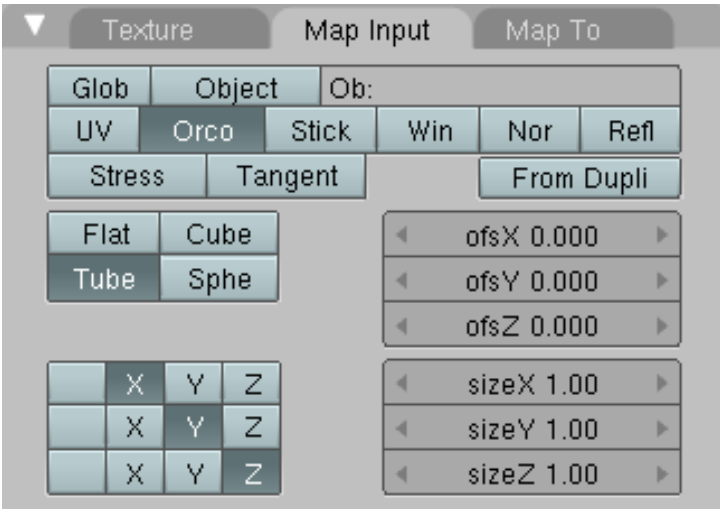 Texture Map Input Map To
Glob Object Ob:
UV Orco Stick Win Nor Refl
Stress Tangent From Dupli
Flat Cube ofsX 0.000
Tube Sphe ofsY 0.000
ofsZ 0.000
X Y Z sizeX 1.00
X Y Z sizeY 1.00
X Y Z sizeZ 1.00